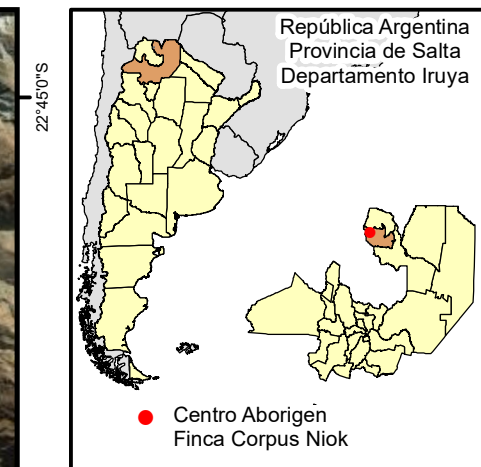 República Argentina
Provincia de Salta
Departamento Iruya
22°45'0"S
Centro Aborigen
Finca Corpus Niok